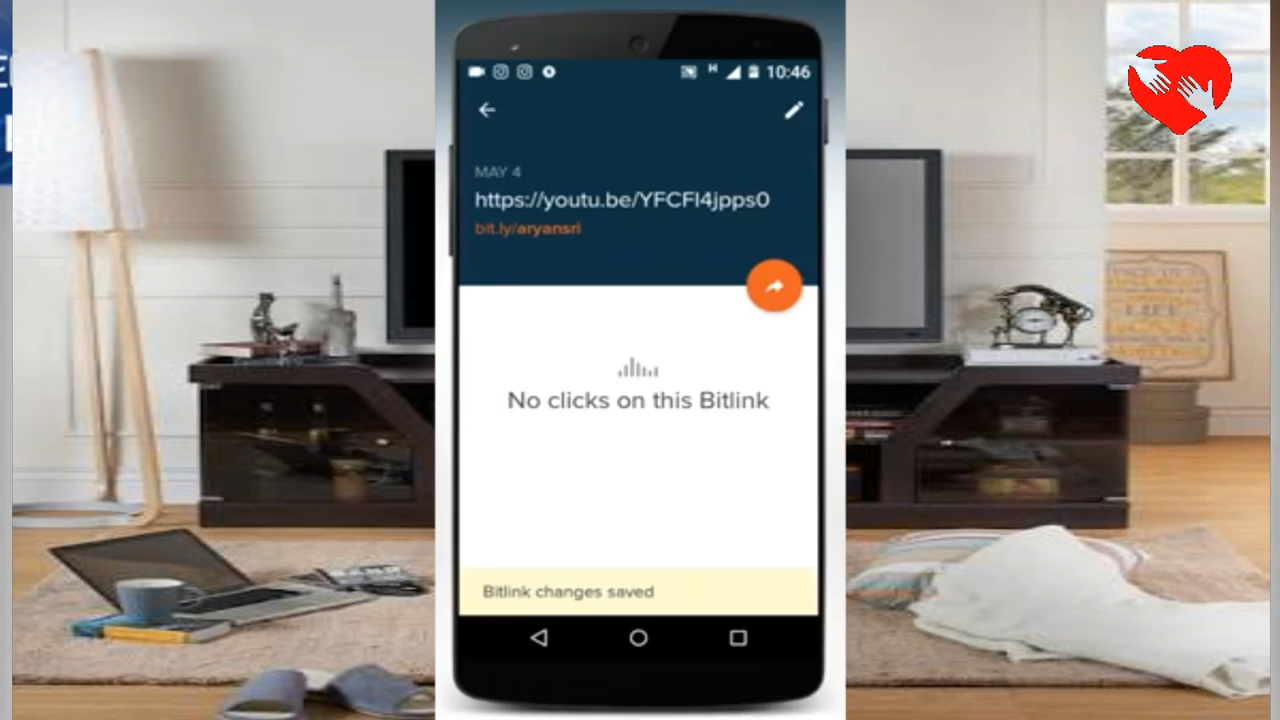 10:46
MAY 4
https://youtu.be/YFCFI4jpps0
bit.ly/aryansri
No clicks on this Bitlink
Bitlink changes saved